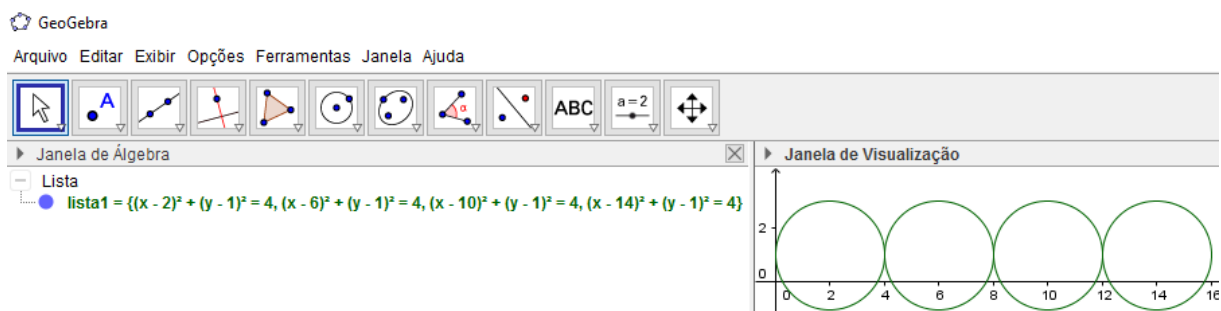 GeoGebra
Arquivo Editar Exibir Opções Ferramentas Janela Ajuda
A α ABC a=2
Janela de Álgebra
Lista
lista1 = {(x - 2)² + (y - 1)² = 4, (x - 6)² + (y - 1)² = 4, (x - 10)² + (y - 1)² = 4, (x - 14)² + (y - 1)² = 4}
Janela de Visualização
2
0
0 2 4 6 8 10 12 14 16